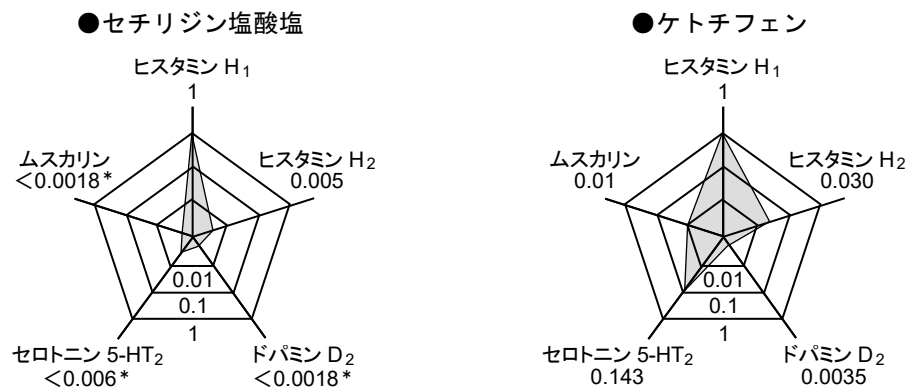 ●セチリジン塩酸塩
ヒスタミン H1
1
ムスカリン
<0.0018*
ヒスタミン H2
0.005
0.01
0.1
1
セロトニン 5-HT2
<0.006*
ドパミン D2
<0.0018*
●ケトチフェン
ヒスタミン H1
1
ムスカリン
0.01
ヒスタミン H2
0.030
0.01
0.1
1
セロトニン 5-HT2
0.143
ドパミン D2
0.0035